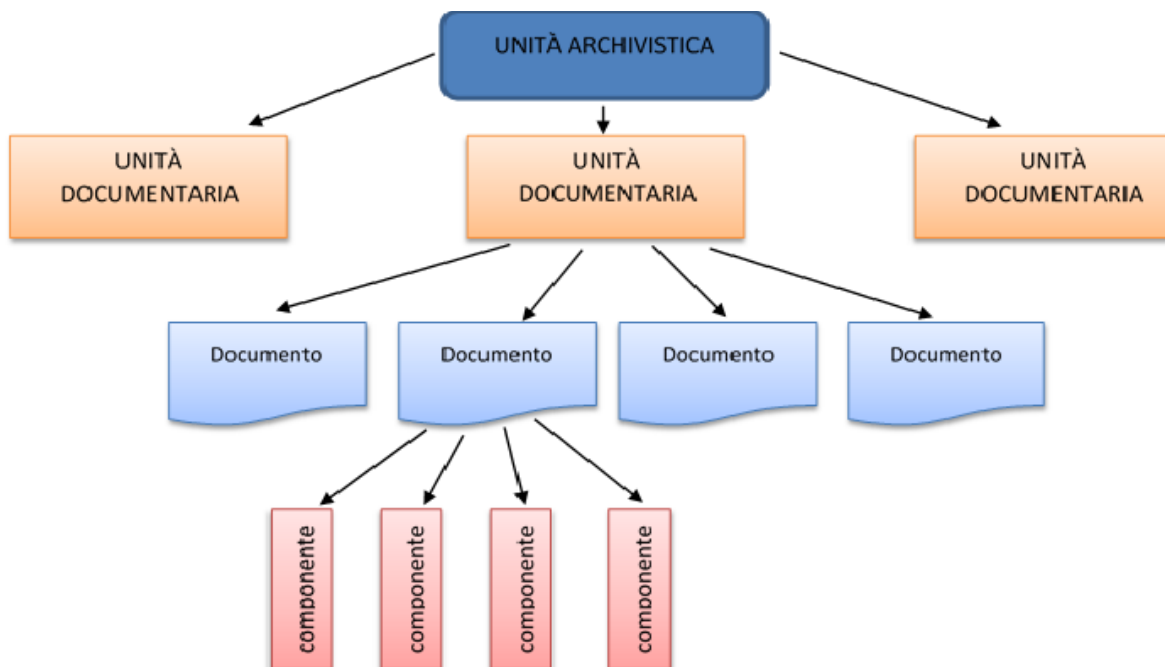 UNITÀ ARCHIVISTICA
UNITÀ
DOCUMENTARIA
UNITÀ
DOCUMENTARIA
UNITÀ
DOCUMENTARIA
Documento
Documento
Documento
Documento
componente
componente
componente
componente